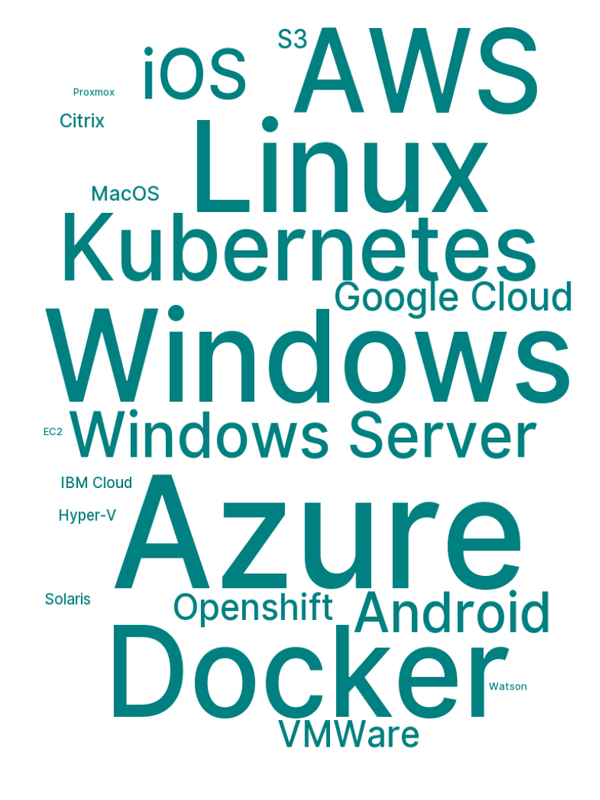 S3
iOS
AWS
Proxmox
Citrix
Linux
MacOS
Kubernetes
Google Cloud
Windows
EC2
Windows Server
IBM Cloud
Azure
Hyper-V
Solaris
Openshift
Android
Docker
Watson
VMWare